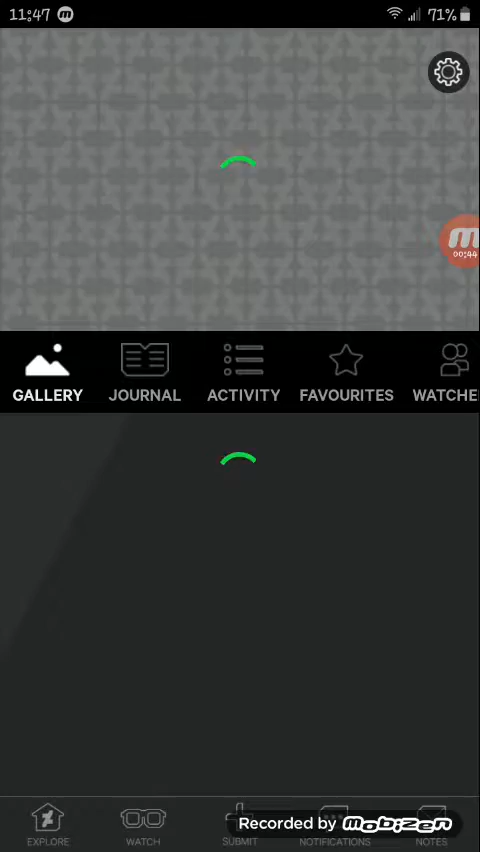 11:47
71%
00:44
GALLERY JOURNAL ACTIVITY FAVOURITES WATCHE
EXPLORE WATCH SUBMIT NOTIFICATIONS NOTES
Recorded by mobizen